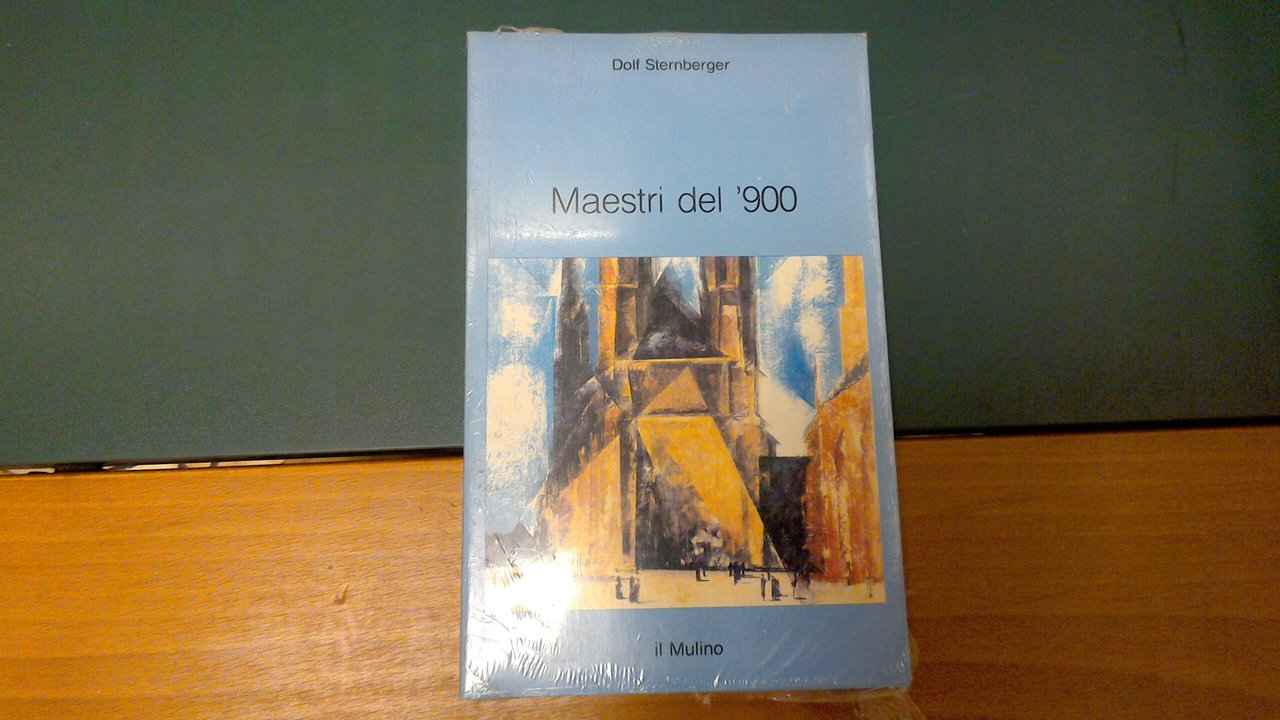 Dolf Sternberger
Maestri del '900
il Mulino